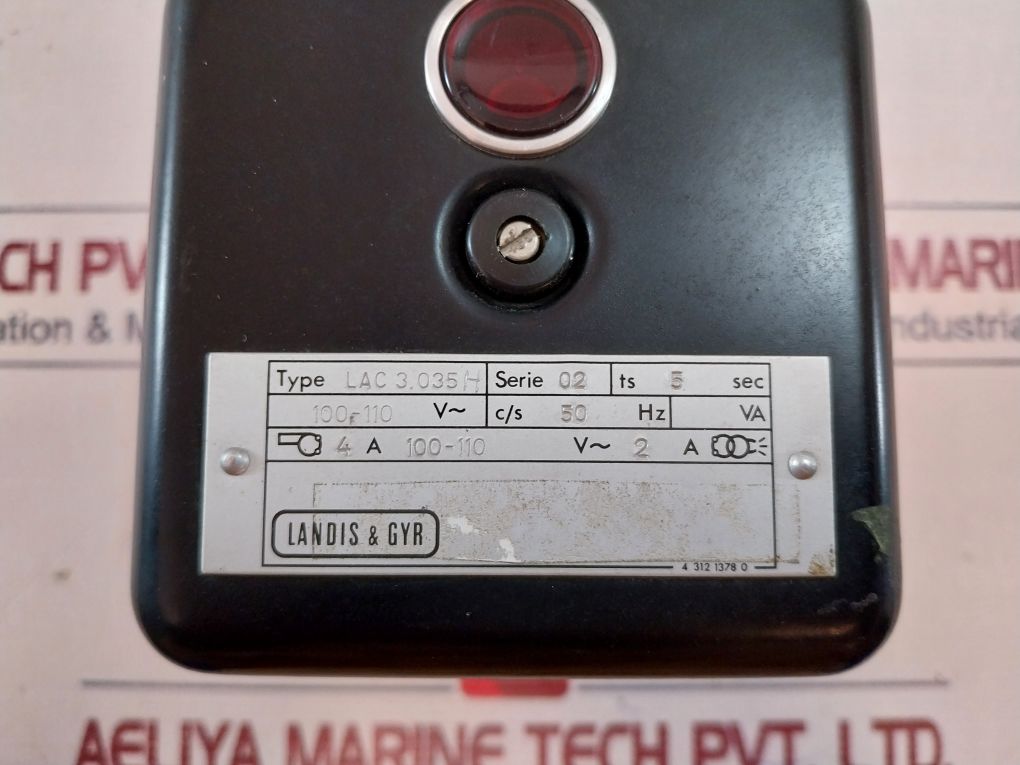 CH PV MARIN
ation & M ndustria
Type LAC 3.035/H Serie 02 ts 5 sec
100-110 V~ c/s 50 Hz VA
4 A 100-110 V~ 2 A
LANDIS & GYR
4 312 1378 0
AELIYA MARINE TECH PVT. LTD.